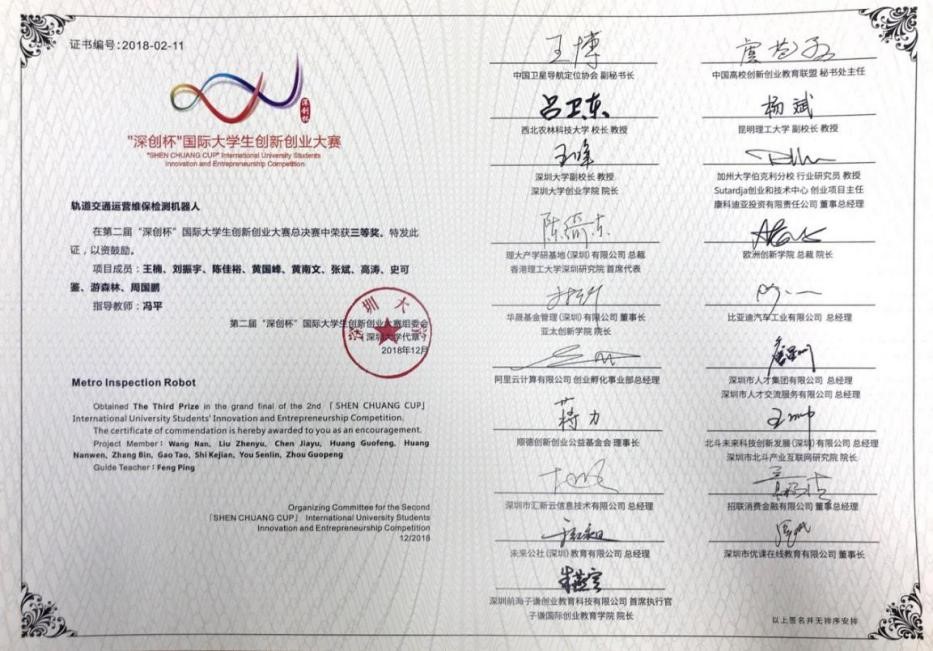 证书编号:2018-02-11
深创杯
"深创杯"国际大学生创新创业大赛
"SHEN CHUANG CUP" International University Students
Innovation and Entrepreneurship Competition
轨道交通运营维保检测机器人
在第二届"深创杯"国际大学生创新创业大赛总决赛中荣获三等奖。特发此
证，以资鼓励。
项目成员：王楠、刘振宇、陈佳裕、黄国峰、黄南文、张斌、高涛、史可
鉴、游森林、周国鹏
指导教师：冯平
第二届"深创杯"国际大学生创新创业大赛组委会
(深圳大学代章)
2018年12月
Metro Inspection Robot
Obtained The Third Prize in the grand final of the 2nd 「SHEN CHUANG CUP」
International University Students' Innovation and Entrepreneurship Competition.
The certificate of commendation is hereby awarded to you as an encouragement.
Project Member: Wang Nan, Liu Zhenyu, Chen Jiayu, Huang Guofeng, Huang
Nanwen, Zhang Bin, Gao Tao, Shi Kejian, You Senlin, Zhou Guopeng
Guide Teacher: Feng Ping
Organizing Committee for the Second
「SHEN CHUANG CUP」 International University Students
Innovation and Entrepreneurship Competition
12/2018
王博
中国卫星导航定位协会 副秘书长
吕卫东
西北农林科技大学 校长 教授
王晖
深圳大学副校长 教授
深圳大学创业学院 院长
理大产学研基地(深圳)有限公司 总裁
香港理工大学深圳研究院 首席代表
华晟基金管理(深圳)有限公司 董事长
亚太创新学院 院长
阿里云计算有限公司 创业孵化事业部总经理
顺德创新创业公益基金会 理事长
深圳市汇新云信息技术有限公司 总经理
未来公社(深圳)教育有限公司 总经理
朱燕空
深圳前海子谦创业教育科技有限公司 首席执行官
子谦国际创业教育学院 院长
中国高校创新创业教育联盟 秘书处主任
杨斌
昆明理工大学 副校长 教授
加州大学伯克利分校 行业研究员 教授
Sutardja创业和技术中心 创业项目主任
康科迪亚投资有限责任公司 董事总经理
欧洲创新学院 总裁 院长
比亚迪汽车工业有限公司 总经理
深圳市人才集团有限公司 总经理
深圳市人才交流服务有限公司 总经理
北斗未来科技创新发展(深圳)有限公司 总经理
深圳市北斗产业互联网研究院 院长
招联消费金融有限公司 董事总经理
深圳市优课在线教育有限公司 董事长
以上签名并无排序安排